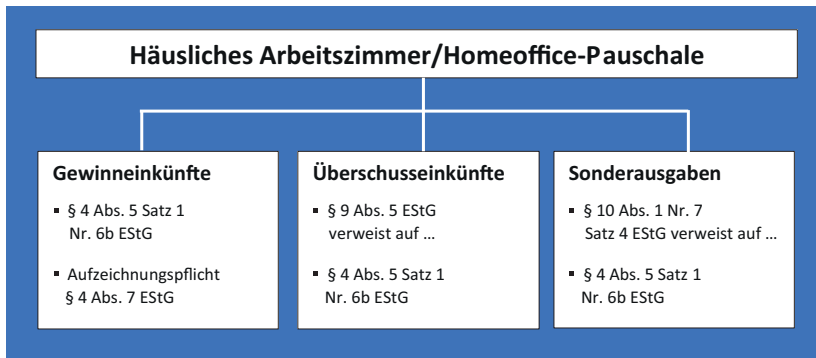 Häusliches Arbeitszimmer/Homeoffice-Pauschale
Gewinneinkünfte
▪ § 4 Abs. 5 Satz 1
Nr. 6b EStG
▪ Aufzeichnungspflicht
§ 4 Abs. 7 EStG
Überschusseinkünfte
▪ § 9 Abs. 5 EStG
verweist auf ...
▪ § 4 Abs. 5 Satz 1
Nr. 6b EStG
Sonderausgaben
▪ § 10 Abs. 1 Nr. 7
Satz 4 EStG verweist auf ...
▪ § 4 Abs. 5 Satz 1
Nr. 6b EStG